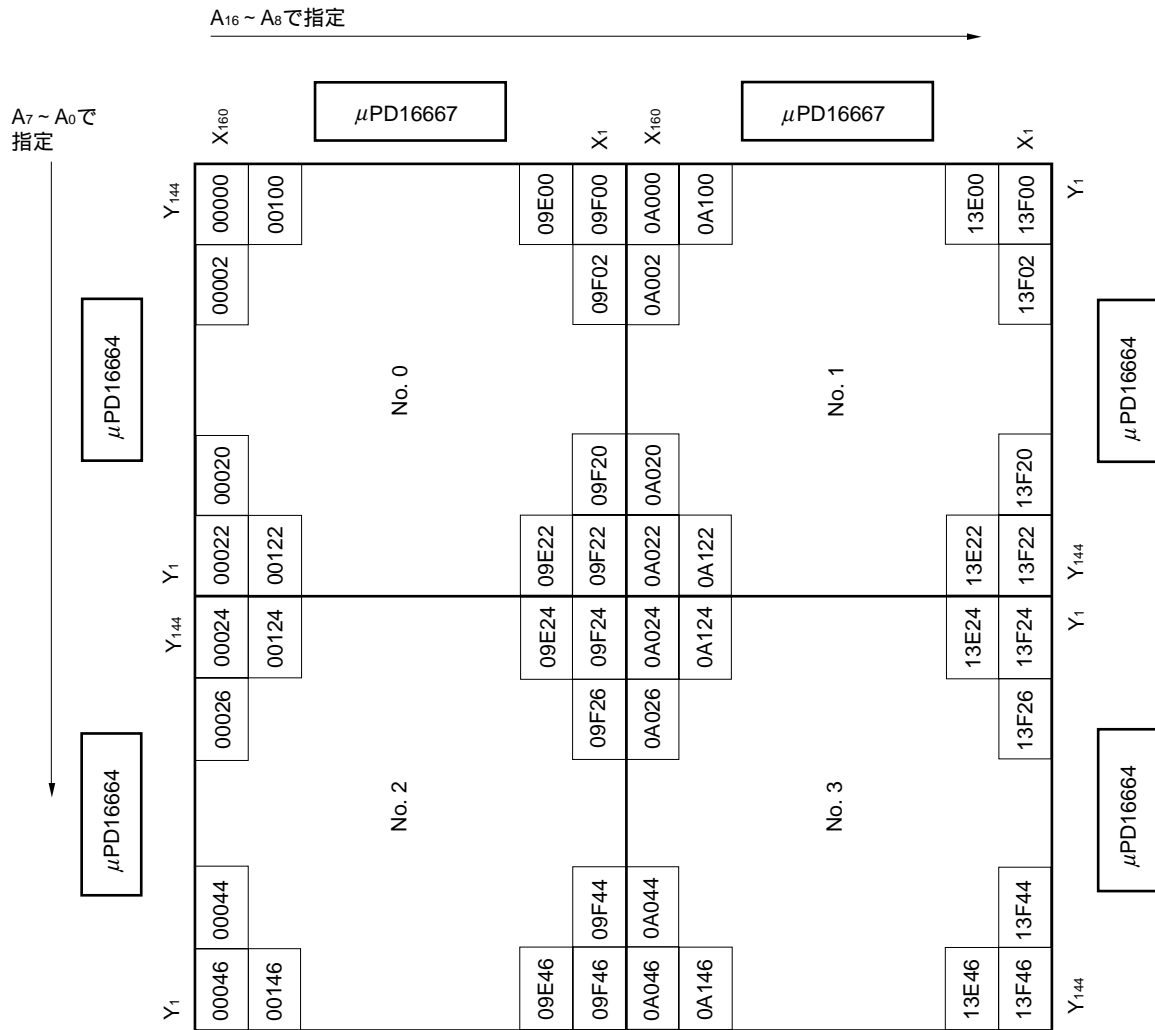 A16 ~ A8で指定
A7 ~ A0で
指定
μPD16667
μPD16667
X160
X1
X160
X1
Y144
00000
00100
09E00
09F00
0A000
0A100
13E00
13F00
Y1
00002
09F02
0A002
13F02
μPD16664
No. 0
No. 1
μPD16664
00020
09F20
0A020
13F20
Y1
00022
00122
09E22
09F22
0A022
0A122
13E22
13F22
Y144
Y144
00024
00124
09E24
09F24
0A024
0A124
13E24
13F24
Y1
00026
09F26
0A026
13F26
μPD16664
No. 2
No. 3
μPD16664
00044
09F44
0A044
13F44
Y1
00046
00146
09E46
09F46
0A046
0A146
13E46
13F46
Y144